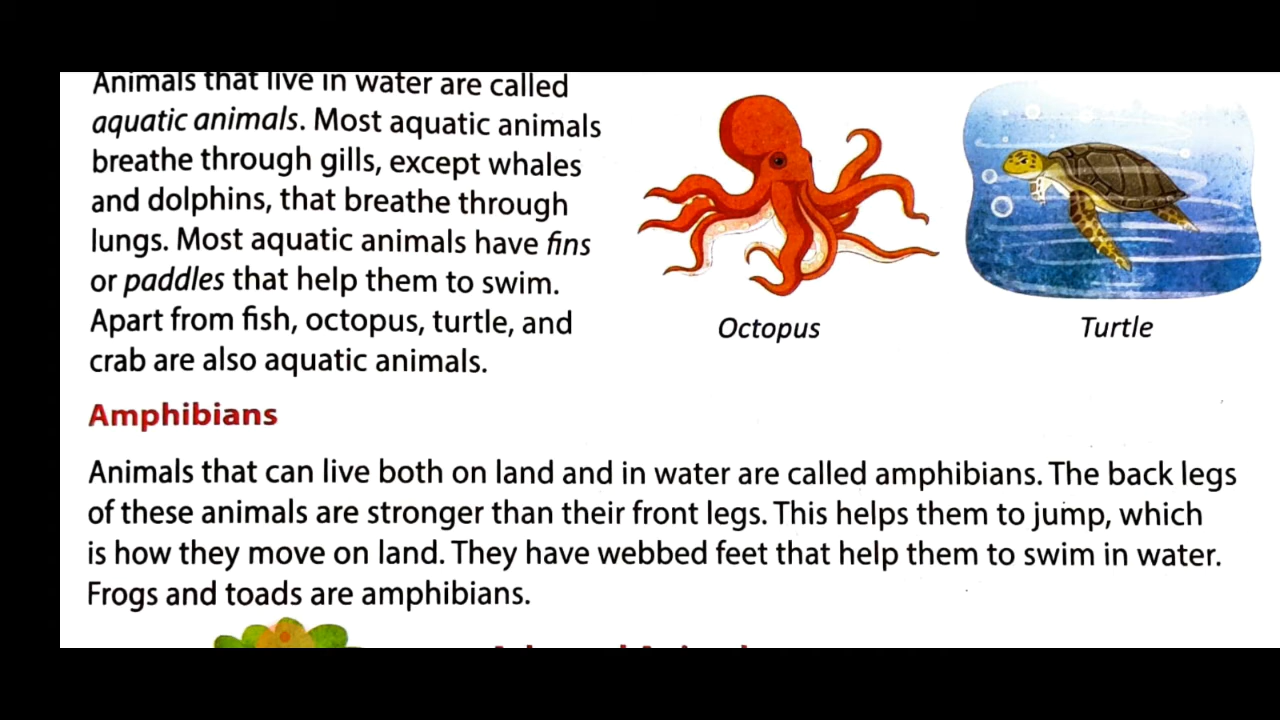 Animals that live in water are called
aquatic animals. Most aquatic animals
breathe through gills, except whales
and dolphins, that breathe through
lungs. Most aquatic animals have fins
or paddles that help them to swim.
Apart from fish, octopus, turtle, and
crab are also aquatic animals.
Octopus
Turtle
Amphibians
Animals that can live both on land and in water are called amphibians. The back legs
of these animals are stronger than their front legs. This helps them to jump, which
is how they move on land. They have webbed feet that help them to swim in water.
Frogs and toads are amphibians.